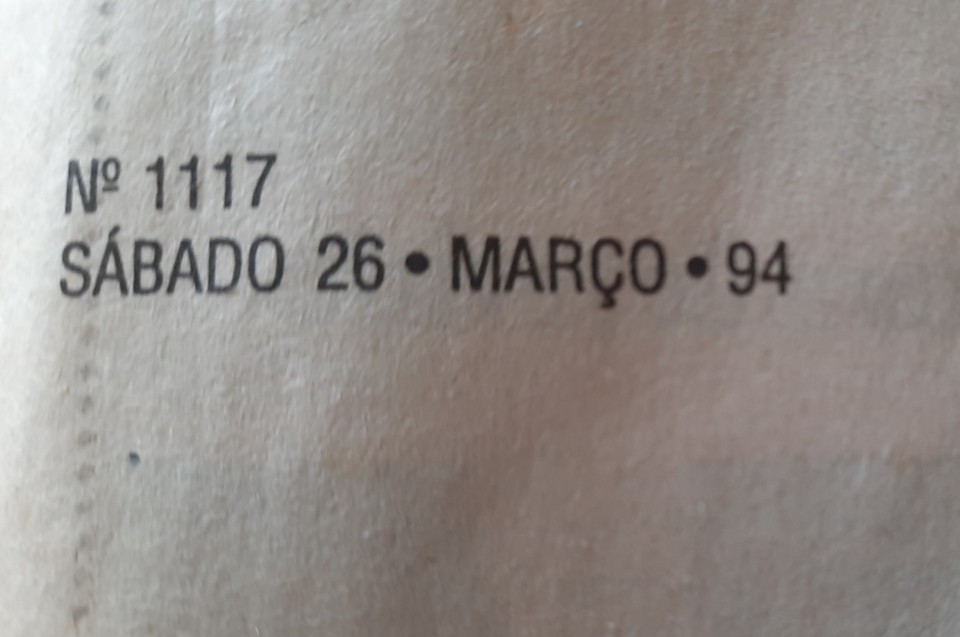 Nº 1117
SÁBADO 26 • MARÇO • 94